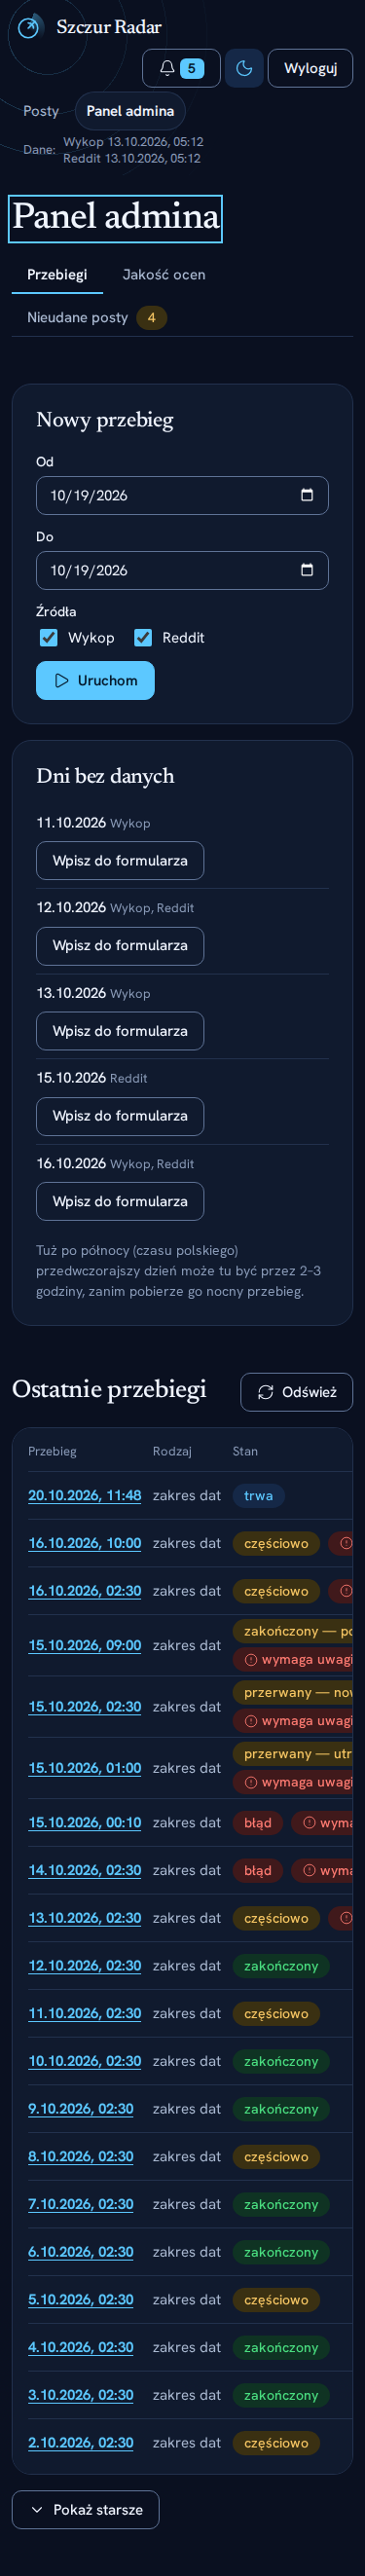 Szczur Radar
5
Wyloguj
Posty
Panel admina
Dane:
Wykop 13.10.2026, 05:12
Reddit 13.10.2026, 05:12
Panel admina
Przebiegi
Jakość ocen
Nieudane posty 4
Nowy przebieg
Od
10/19/2026
Do
10/19/2026
Źródła
Wykop
Reddit
Uruchom
Dni bez danych
11.10.2026 Wykop
Wpisz do formularza
12.10.2026 Wykop, Reddit
Wpisz do formularza
13.10.2026 Wykop
Wpisz do formularza
15.10.2026 Reddit
Wpisz do formularza
16.10.2026 Wykop, Reddit
Wpisz do formularza
Tuż po północy (czasu polskiego)
przedwczorajszy dzień może tu być przez 2–3
godziny, zanim pobierze go nocny przebieg.
Ostatnie przebiegi
Odśwież
Przebieg Rodzaj Stan
20.10.2026, 11:48 zakres dat trwa
16.10.2026, 10:00 zakres dat częściowo
16.10.2026, 02:30 zakres dat częściowo
15.10.2026, 09:00 zakres dat zakończony — po
wymaga uwagi
15.10.2026, 02:30 zakres dat przerwany — now
wymaga uwagi
15.10.2026, 01:00 zakres dat przerwany — utr
wymaga uwagi
15.10.2026, 00:10 zakres dat błąd wyma
14.10.2026, 02:30 zakres dat błąd wyma
13.10.2026, 02:30 zakres dat częściowo
12.10.2026, 02:30 zakres dat zakończony
11.10.2026, 02:30 zakres dat częściowo
10.10.2026, 02:30 zakres dat zakończony
9.10.2026, 02:30 zakres dat zakończony
8.10.2026, 02:30 zakres dat częściowo
7.10.2026, 02:30 zakres dat zakończony
6.10.2026, 02:30 zakres dat zakończony
5.10.2026, 02:30 zakres dat częściowo
4.10.2026, 02:30 zakres dat zakończony
3.10.2026, 02:30 zakres dat zakończony
2.10.2026, 02:30 zakres dat częściowo
Pokaż starsze